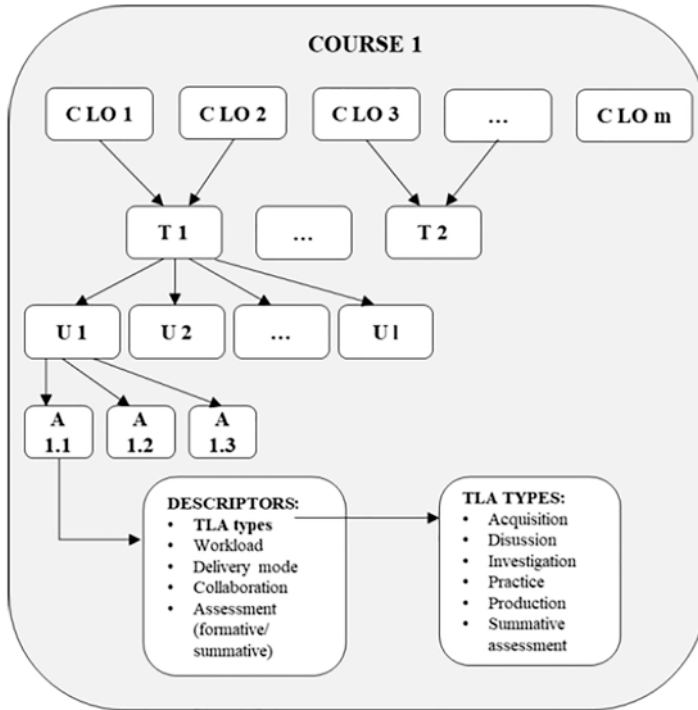 COURSE 1
C LO 1
C LO 2
C LO 3
...
C LO m
T 1
...
T 2
U 1
U 2
...
U l
A
1.1
A
1.2
A
1.3
DESCRIPTORS:
• TLA types
• Workload
• Delivery mode
• Collaboration
• Assessment
(formative/
summative)
TLA TYPES:
• Acquisition
• Disussion
• Investigation
• Practice
• Production
• Summative
assessment